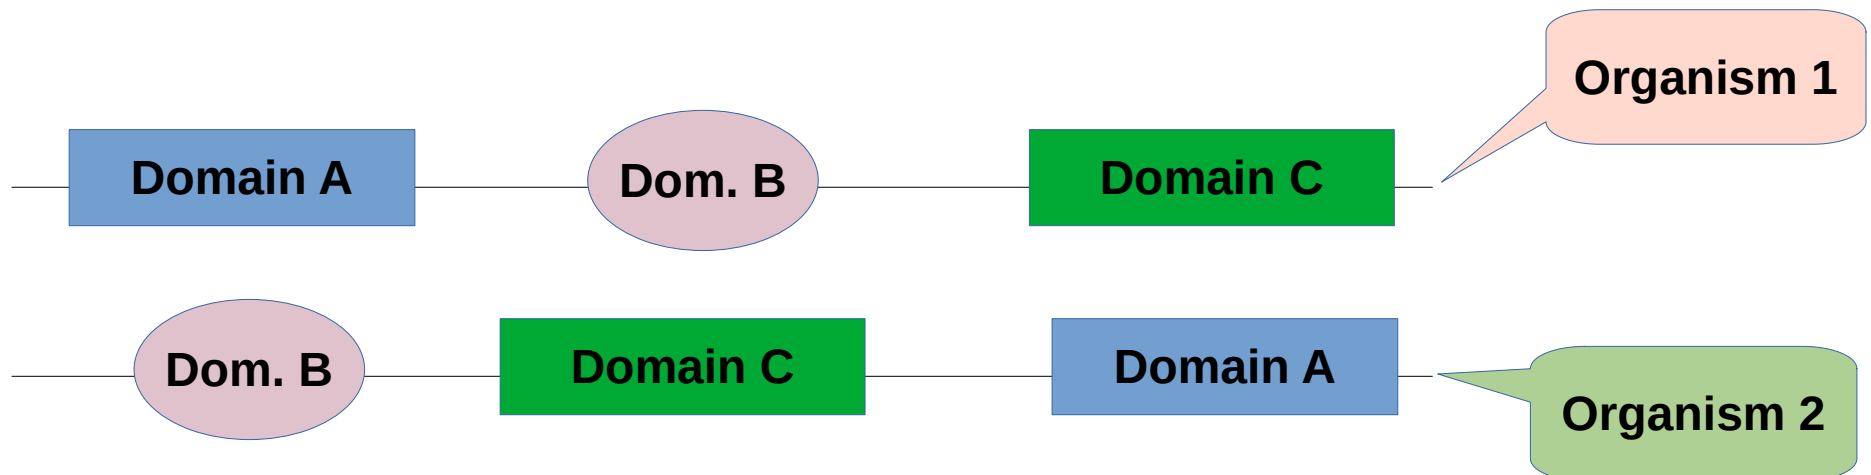 Organism 1
Domain A
Dom. B
Domain C
Dom. B
Domain C
Domain A
Organism 2